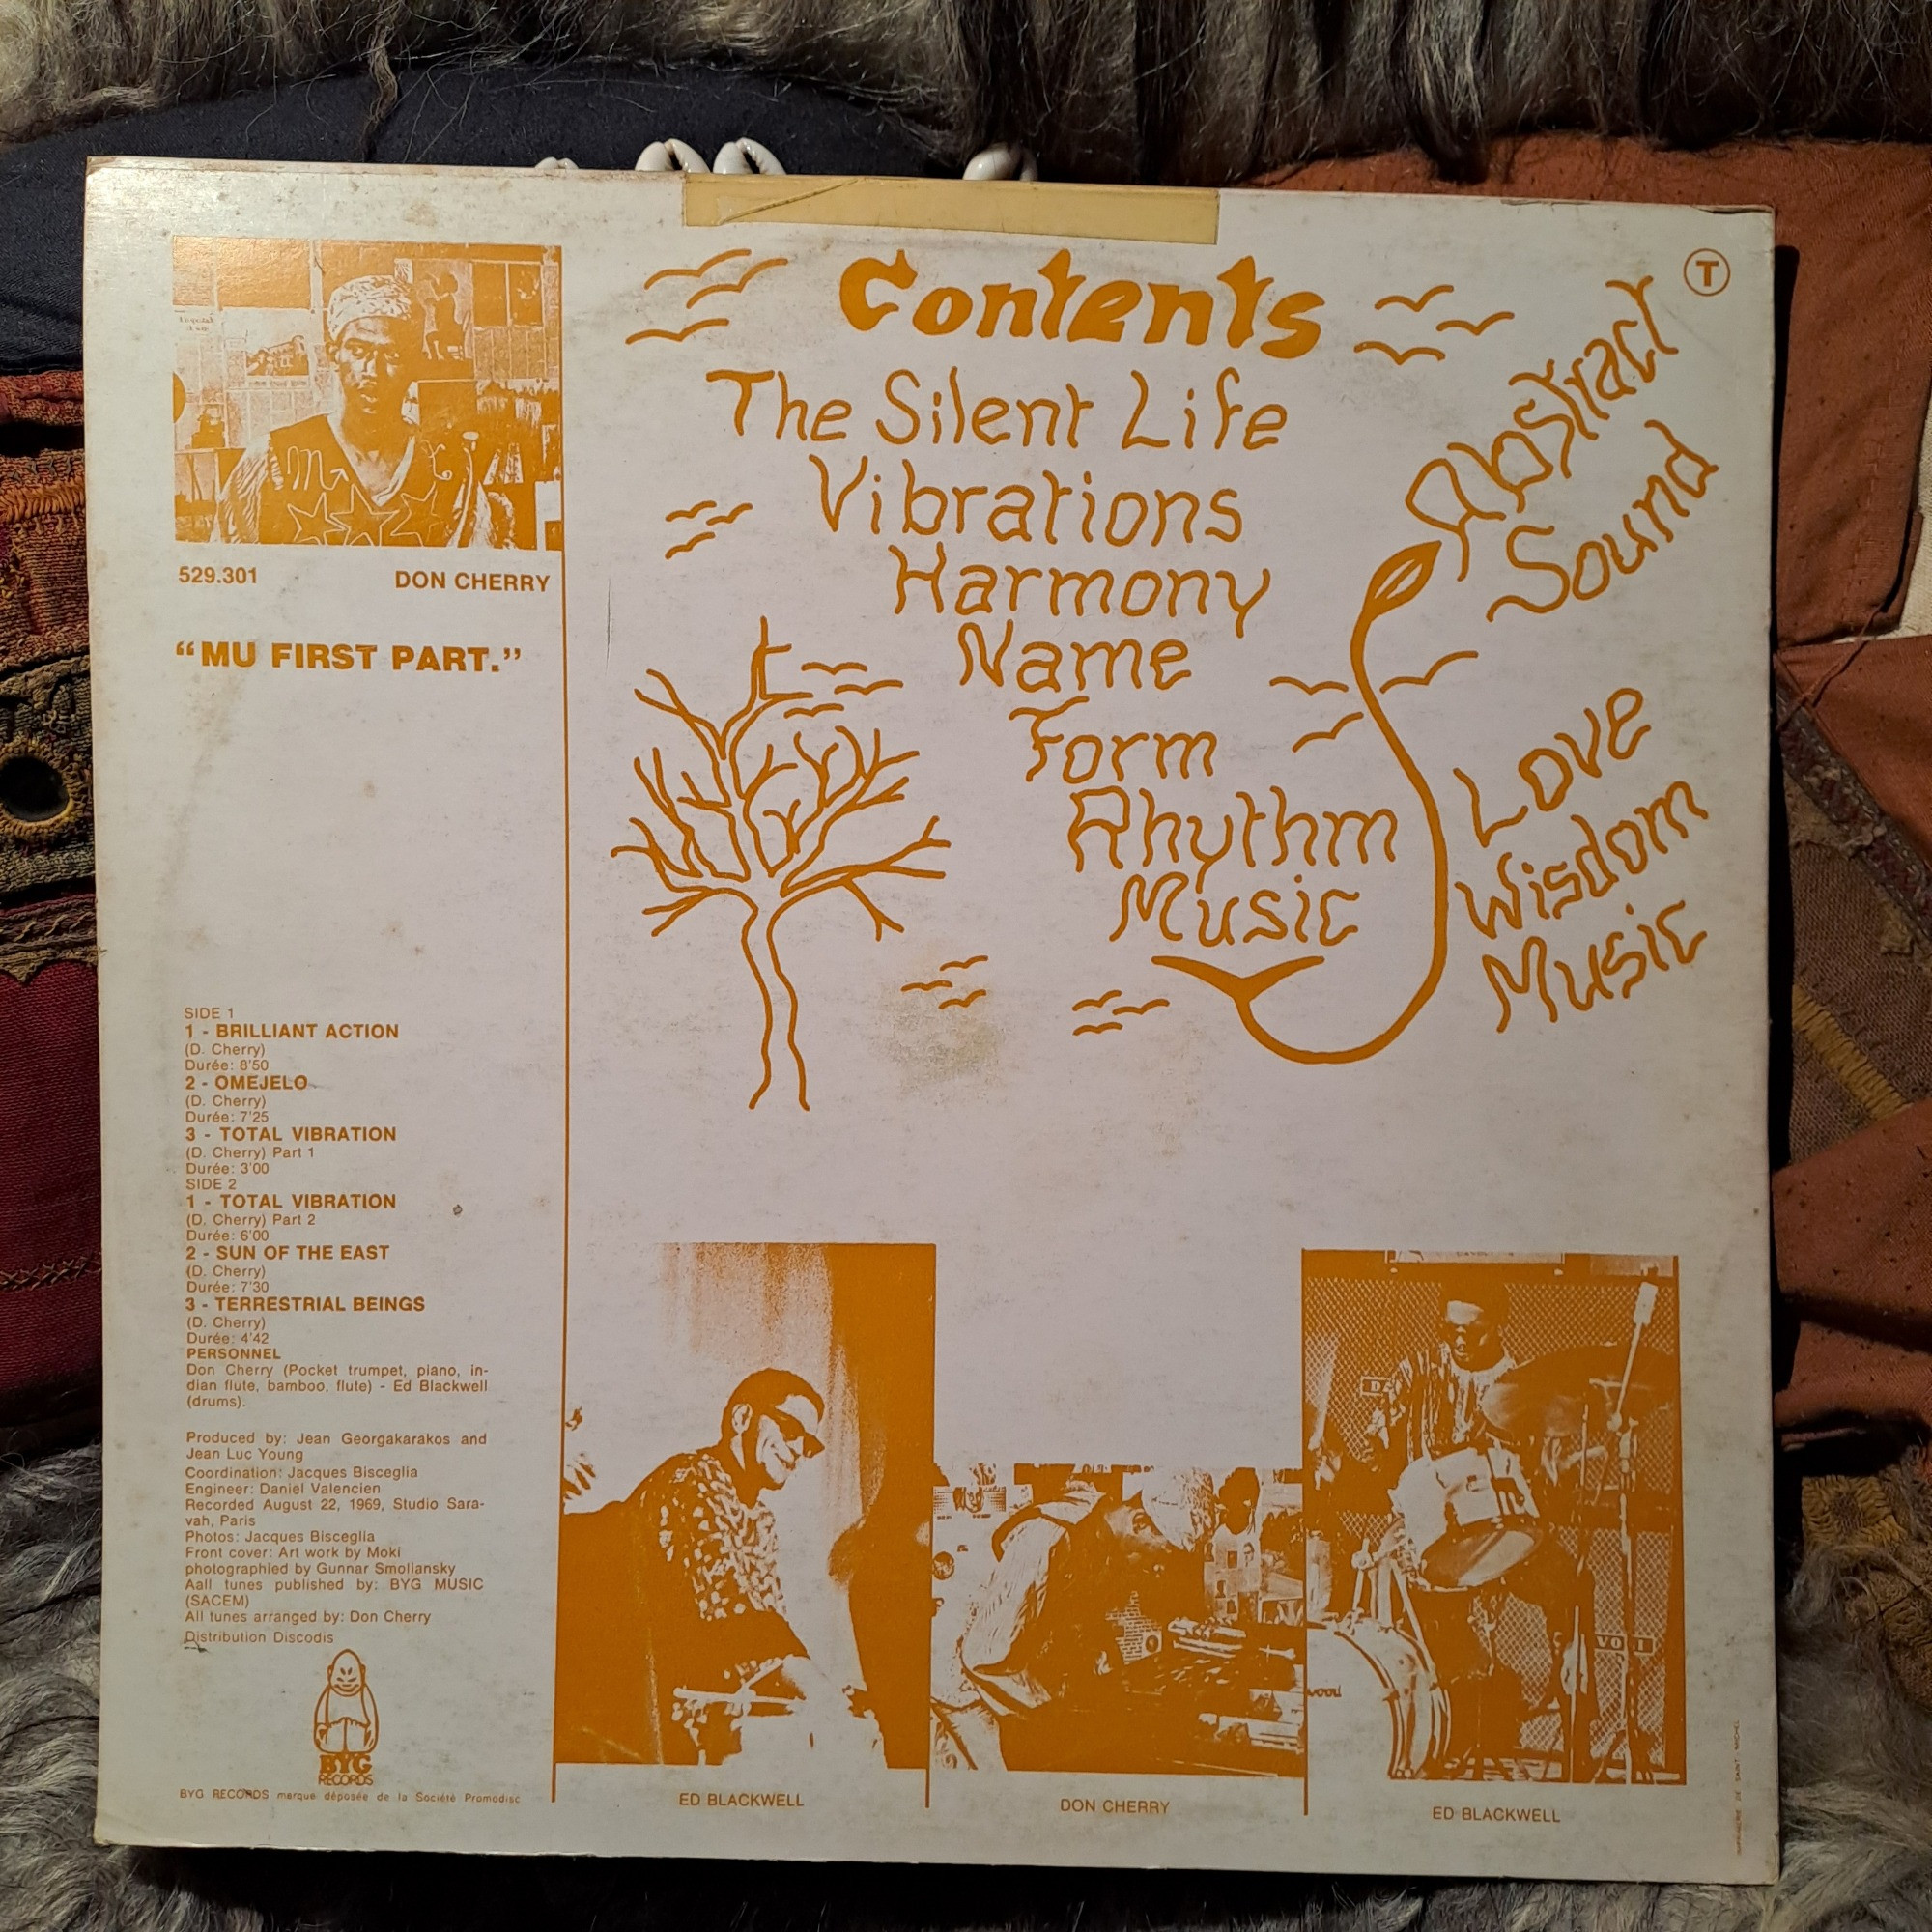 529.301 DON CHERRY
“MU FIRST PART.”
SIDE 1
1 - BRILLIANT ACTION
(D. Cherry)
Durée: 8'50
2 - OMEJELO
(D. Cherry)
Durée: 7'25
3 - TOTAL VIBRATION
(D. Cherry) Part 1
Durée: 3'00
SIDE 2
1 - TOTAL VIBRATION
(D. Cherry) Part 2
Durée: 6'00
2 - SUN OF THE EAST
(D. Cherry)
Durée: 7'30
3 - TERRESTRIAL BEINGS
(D. Cherry)
Durée: 4'42
PERSONNEL
Don Cherry (Pocket trumpet, piano, in-
dian flute, bamboo, flute) - Ed Blackwell
(drums).
Produced by: Jean Georgakarakos and
Jean Luc Young
Coordination: Jacques Bisceglia
Engineer: Daniel Valencien
Recorded August 22, 1969, Studio Sara-
vah, Paris
Photos: Jacques Bisceglia
Front cover: Art work by Moki
photographied by Gunnar Smoliansky
Aall tunes published by: BYG MUSIC
(SACEM)
All tunes arranged by: Don Cherry
Distribution Discodis
BYG
RECORDS
BYG RECORDS marque déposée de la Société Promodisc
Contents
The Silent Life
Vibrations
Harmony
Name
Form
Rhythm
Music
Abstract
Sound
Love
Wisdom
Music
T
ED BLACKWELL
DON CHERRY
ED BLACKWELL